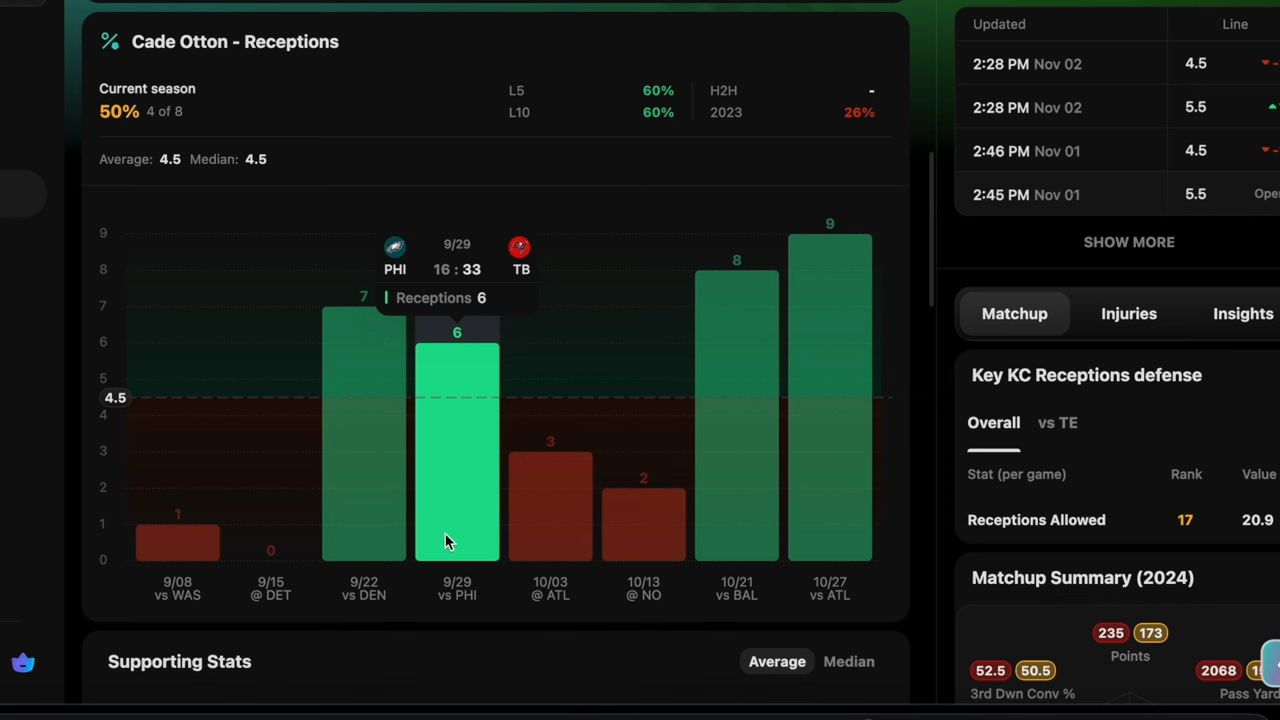 Cade Otton - Receptions
Current season
50% 4 of 8
L5 60%
L10 60%
H2H -
2023 26%
Average: 4.5 Median: 4.5
9
8
7
6
5
4.5
4
3
2
1
0
1
0
7
6
3
2
8
9
PHI 9/29 TB
16 : 33
Receptions 6
9/08 vs WAS
9/15 @ DET
9/22 vs DEN
9/29 vs PHI
10/03 @ ATL
10/13 @ NO
10/21 vs BAL
10/27 vs ATL
Supporting Stats
Average Median
Updated Line
2:28 PM Nov 02 4.5
2:28 PM Nov 02 5.5
2:46 PM Nov 01 4.5
2:45 PM Nov 01 5.5
SHOW MORE
Matchup Injuries Insights
Key KC Receptions defense
Overall vs TE
Stat (per game) Rank Value
Receptions Allowed 17 20.9
Matchup Summary (2024)
235 173
Points
52.5 50.5
3rd Dwn Conv %
2068
Pass Yard